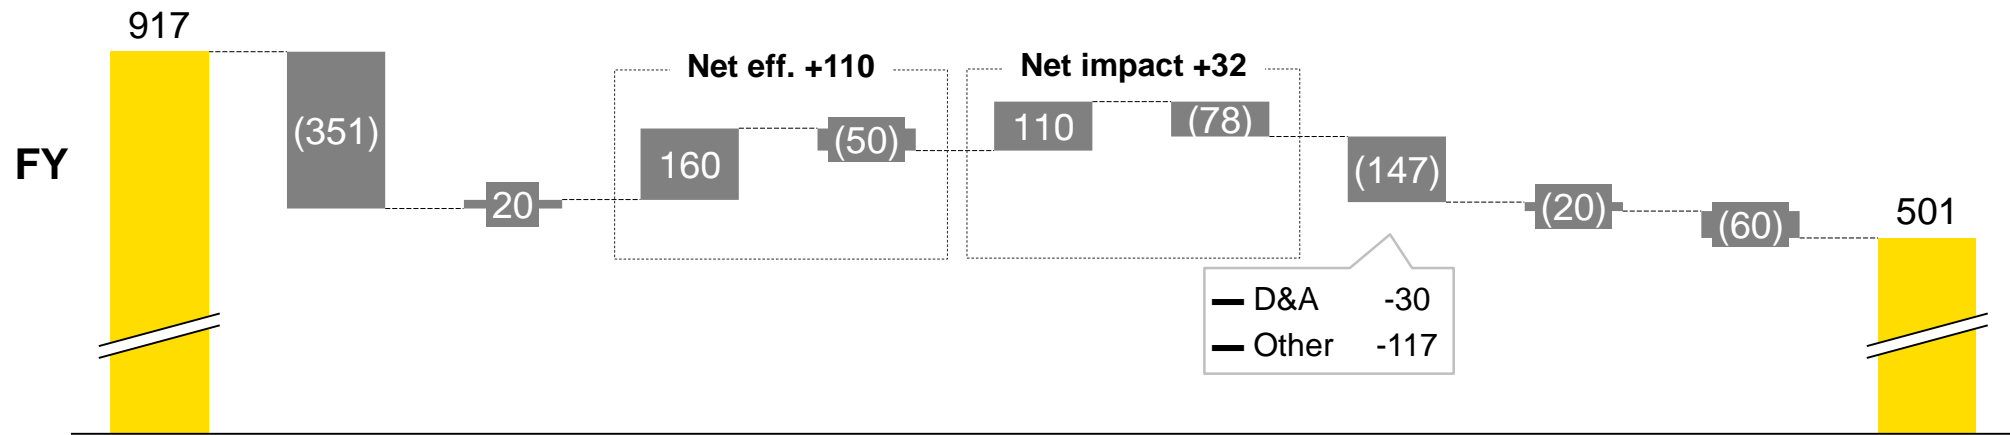 917
Net eff. +110
Net impact +32
FY
(351)
20
160
(50)
110
(78)
(147)
(20)
(60)
501
D&A -30
Other -117